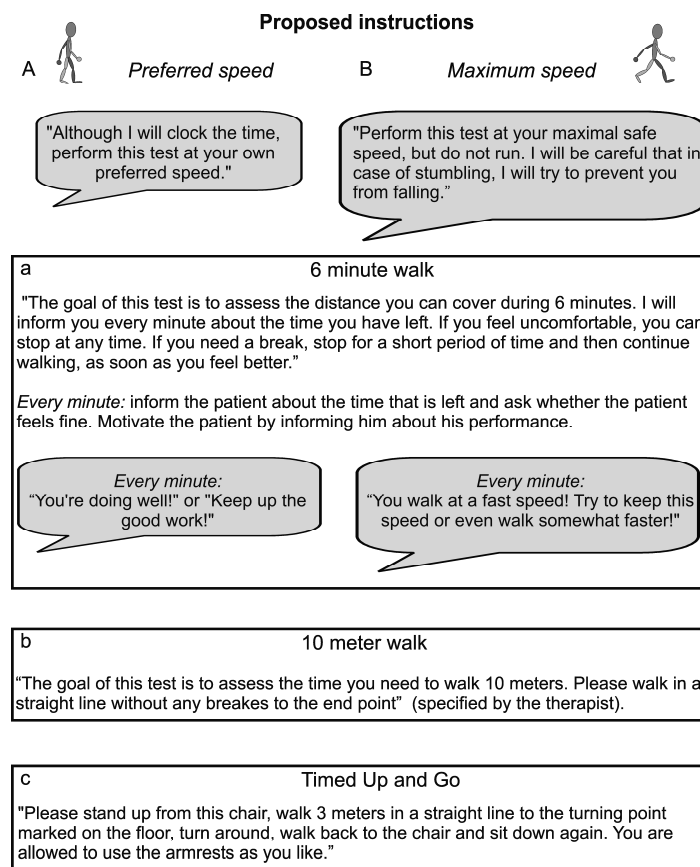 Proposed instructions
A Preferred speed B Maximum speed
"Although I will clock the time,
perform this test at your own
preferred speed."
"Perform this test at your maximal safe
speed, but do not run. I will be careful that in
case of stumbling, I will try to prevent you
from falling.”
a 6 minute walk
"The goal of this test is to assess the distance you can cover during 6 minutes. I will
inform you every minute about the time you have left. If you feel uncomfortable, you can
stop at any time. If you need a break, stop for a short period of time and then continue
walking, as soon as you feel better.”
Every minute: inform the patient about the time that is left and ask whether the patient
feels fine. Motivate the patient by informing him about his performance.
Every minute:
“You're doing well!" or "Keep up the
good work!"
Every minute:
“You walk at a fast speed! Try to keep this
speed or even walk somewhat faster!"
b 10 meter walk
“The goal of this test is to assess the time you need to walk 10 meters. Please walk in a
straight line without any breakes to the end point” (specified by the therapist).
c Timed Up and Go
"Please stand up from this chair, walk 3 meters in a straight line to the turning point
marked on the floor, turn around, walk back to the chair and sit down again. You are
allowed to use the armrests as you like.”